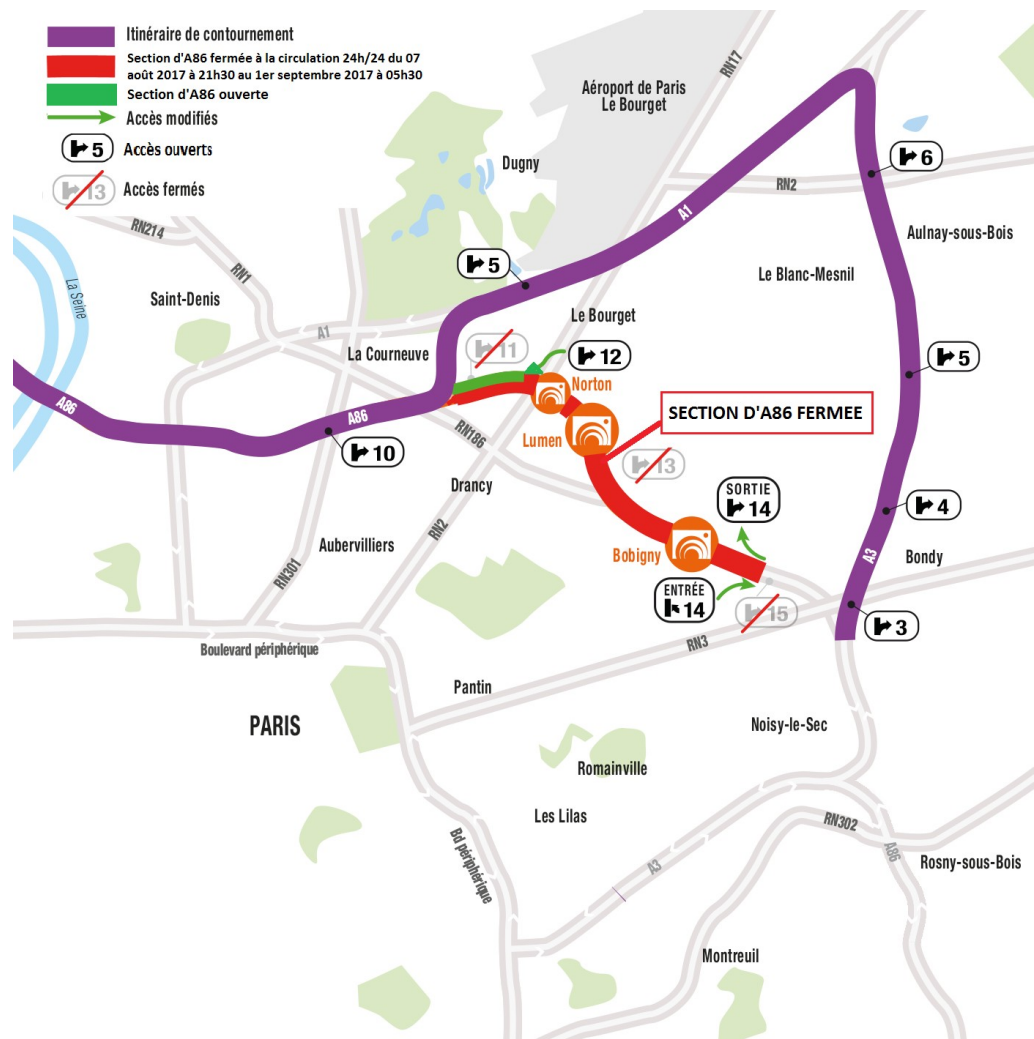 Itinéraire de contournement
Section d'A86 fermée à la circulation 24h/24 du 07
août 2017 à 21h30 au 1er septembre 2017 à 05h30
Section d'A86 ouverte
Accès modifiés
5 Accès ouverts
13 Accès fermés
RN17
Aéroport de Paris
Le Bourget
Dugny
6
RN2
RN214
RN1
A1
Aulnay-sous-Bois
5
Le Blanc-Mesnil
La Seine
Saint-Denis
A1
Le Bourget
La Courneuve
11
12
5
Norton
A86
A86
SECTION D'A86 FERMEE
Lumen
RN186
10
13
Drancy
SORTIE
14
4
RN2
Aubervilliers
Bobigny
A3
Bondy
RN301
ENTRÉE
14
15
3
Boulevard périphérique
RN3
Pantin
PARIS
Noisy-le-Sec
Romainville
Les Lilas
RN302
Bd périphérique
A3
A86
Rosny-sous-Bois
Montreuil